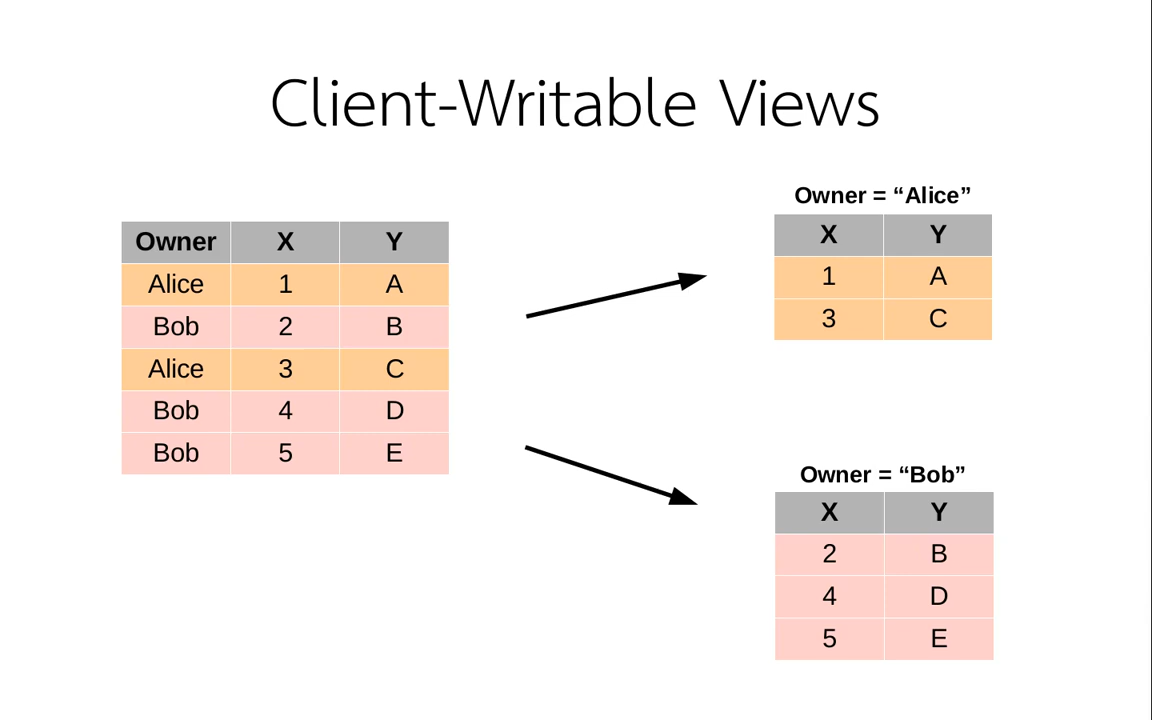 Client-Writable Views
Owner X Y
Alice 1 A
Bob 2 B
Alice 3 C
Bob 4 D
Bob 5 E
Owner = “Alice”
X Y
1 A
3 C
Owner = “Bob”
X Y
2 B
4 D
5 E